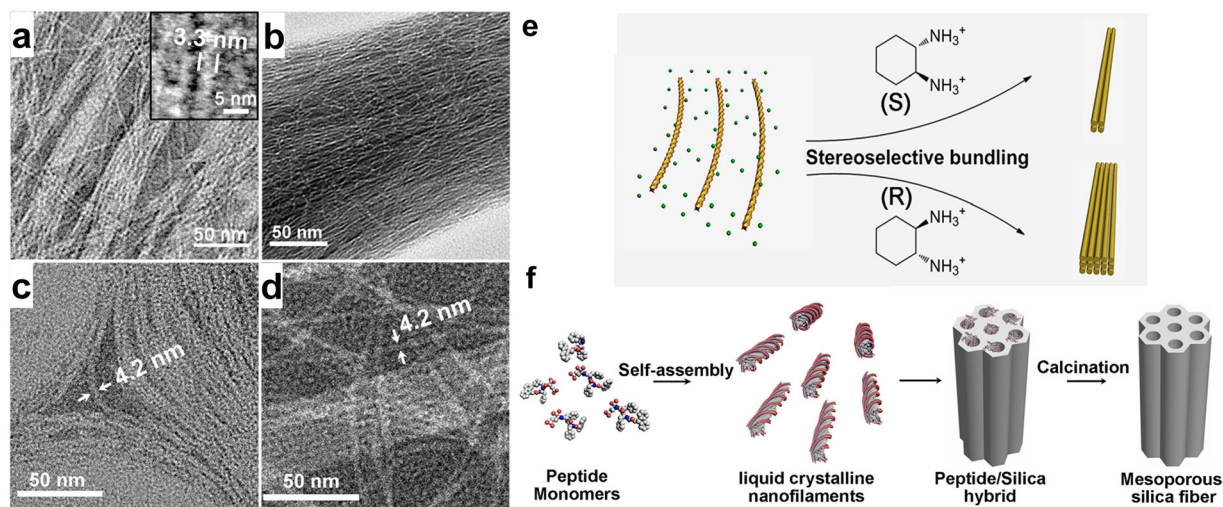 a
3.3 nm
5 nm
50 nm
b
50 nm
c
4.2 nm
50 nm
d
4.2 nm
50 nm
e
NH3+
NH3+
(S)
Stereoselective bundling
(R)
NH3+
NH3+
f
Self-assembly
Calcination
Peptide
Monomers
liquid crystalline
nanofilaments
Peptide/Silica
hybrid
Mesoporous
silica fiber